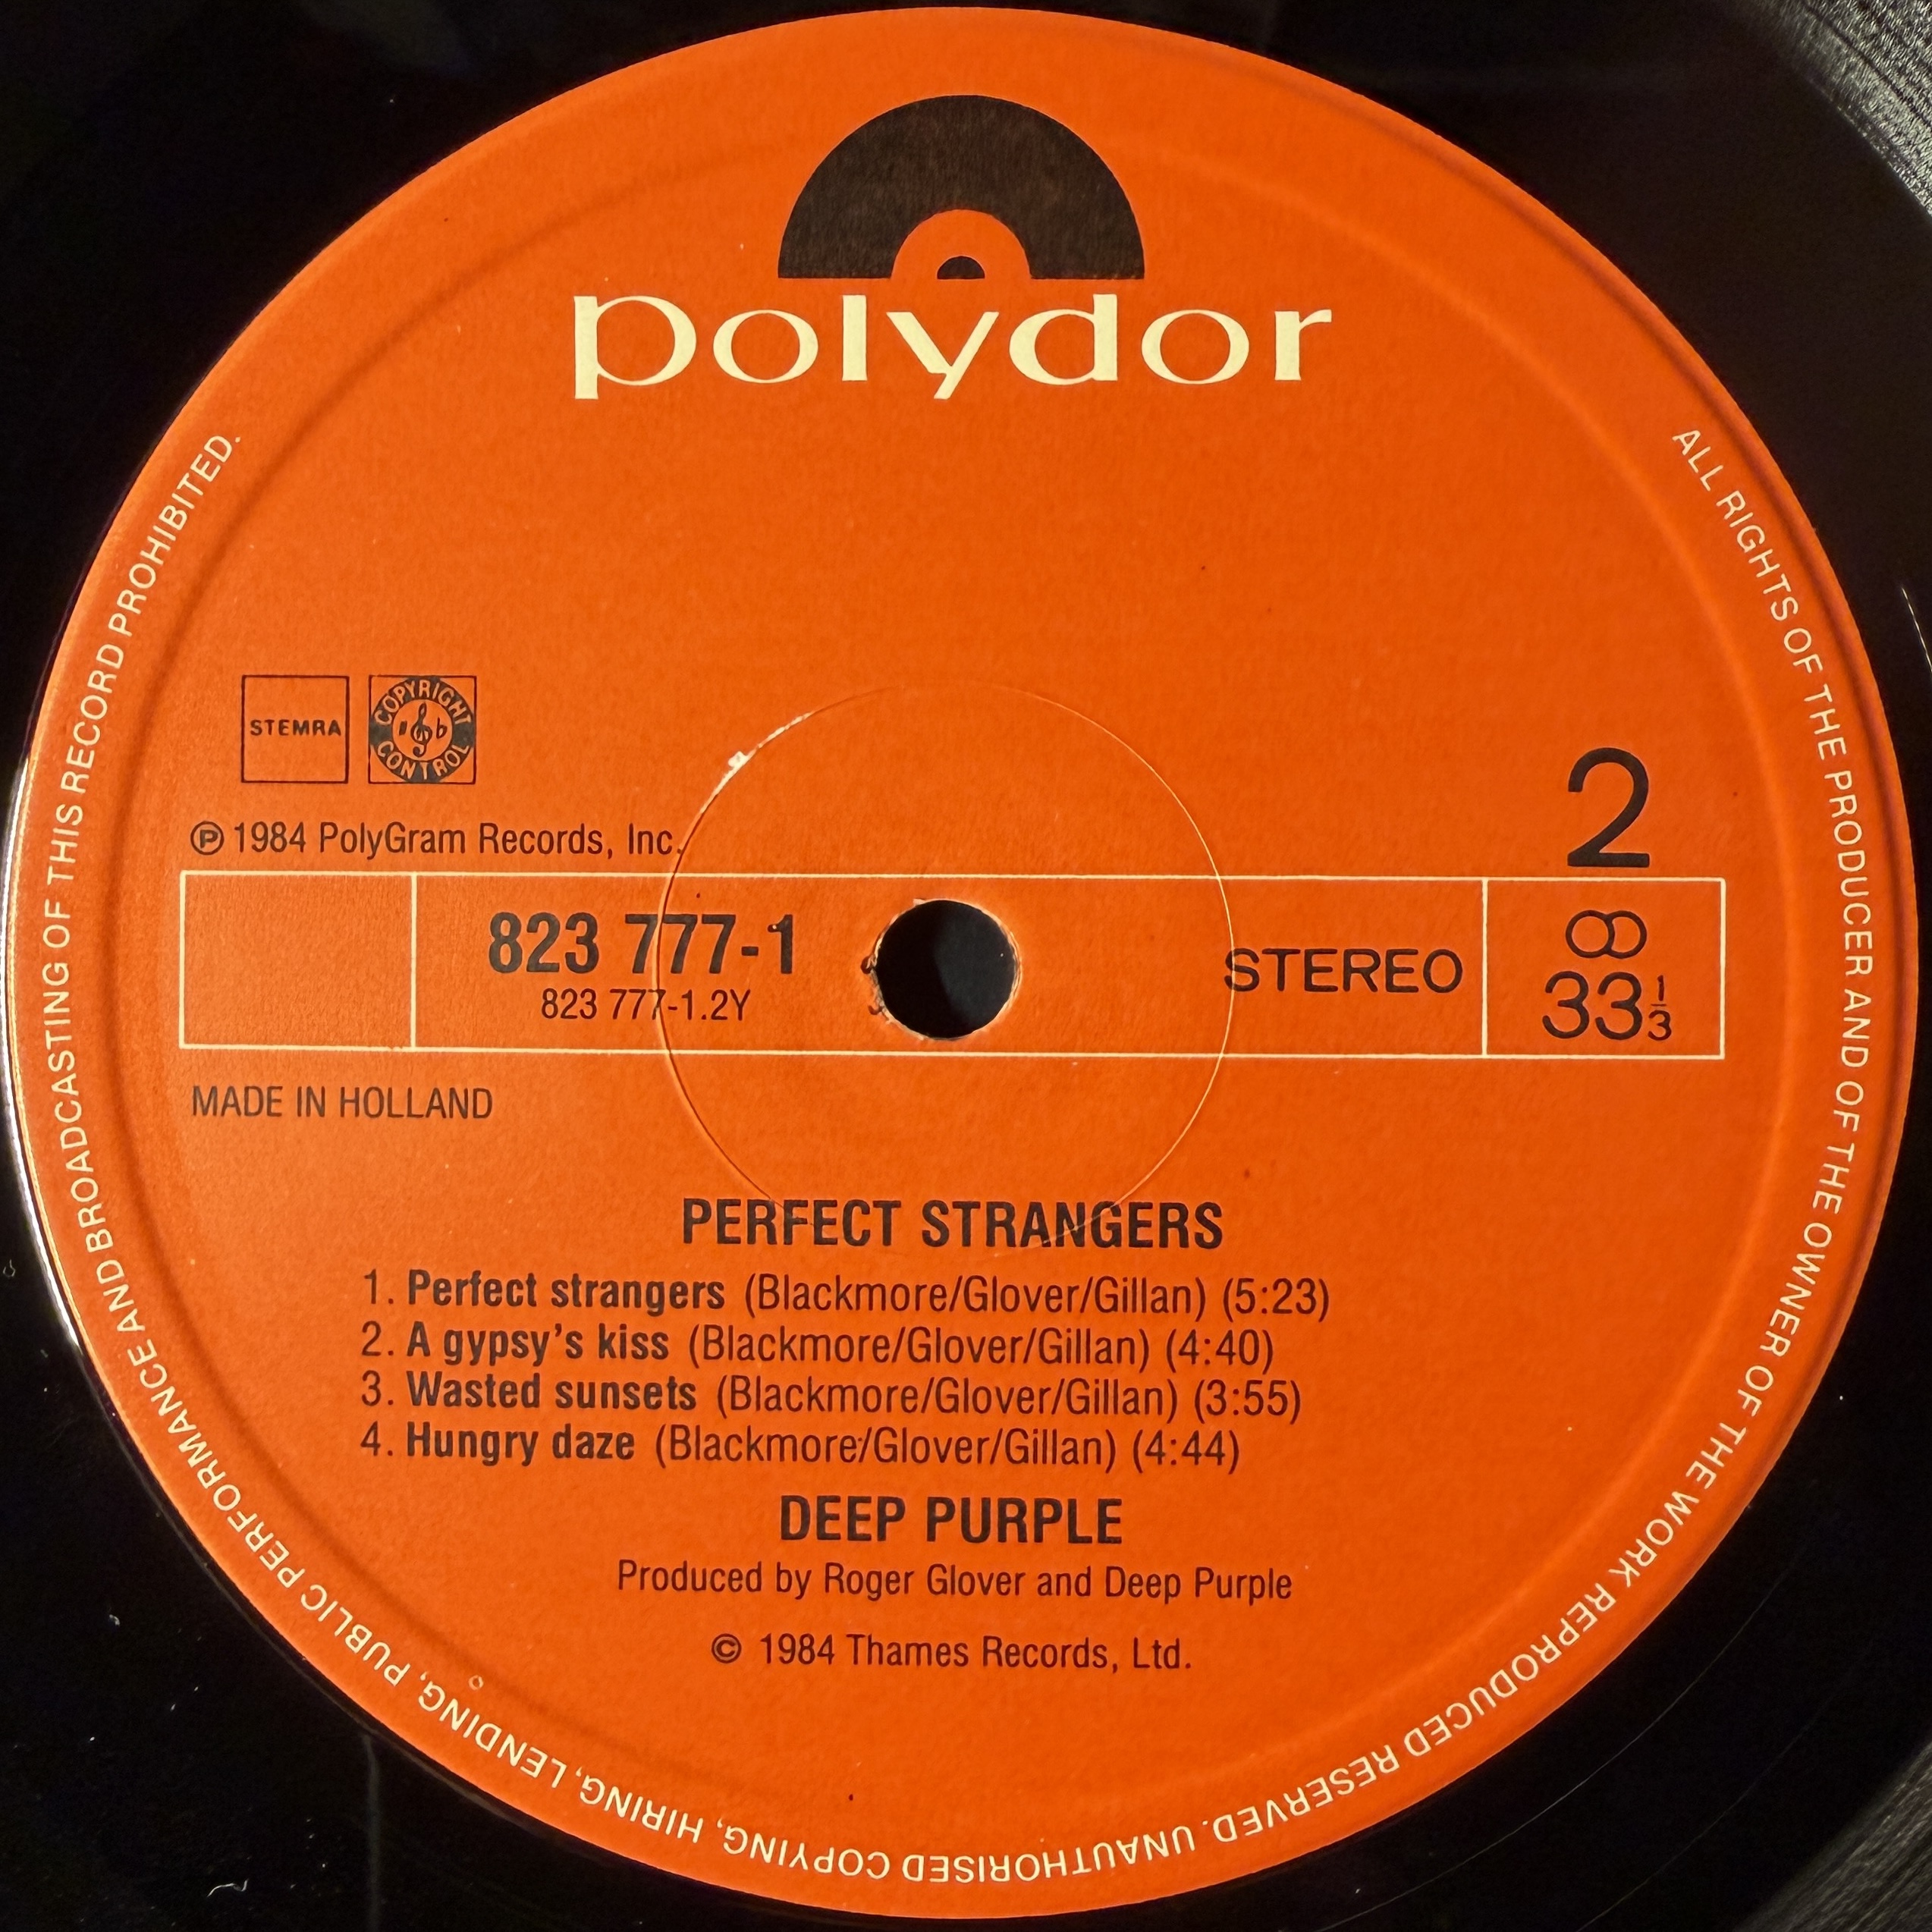 polydor
STEMRA
COPYRIGHT CONTROL
℗ 1984 PolyGram Records, Inc.
2
823 777-1
823 777-1.2Y
STEREO
33 1/3
MADE IN HOLLAND
PERFECT STRANGERS
1. Perfect strangers (Blackmore/Glover/Gillan) (5:23)
2. A gypsy's kiss (Blackmore/Glover/Gillan) (4:40)
3. Wasted sunsets (Blackmore/Glover/Gillan) (3:55)
4. Hungry daze (Blackmore/Glover/Gillan) (4:44)
DEEP PURPLE
Produced by Roger Glover and Deep Purple
© 1984 Thames Records, Ltd.
ALL RIGHTS OF THE PRODUCER AND OF THE OWNER OF THE WORK REPRODUCED RESERVED. UNAUTHORISED COPYING, HIRING, LENDING, PUBLIC PERFORMANCE AND BROADCASTING OF THIS RECORD PROHIBITED.